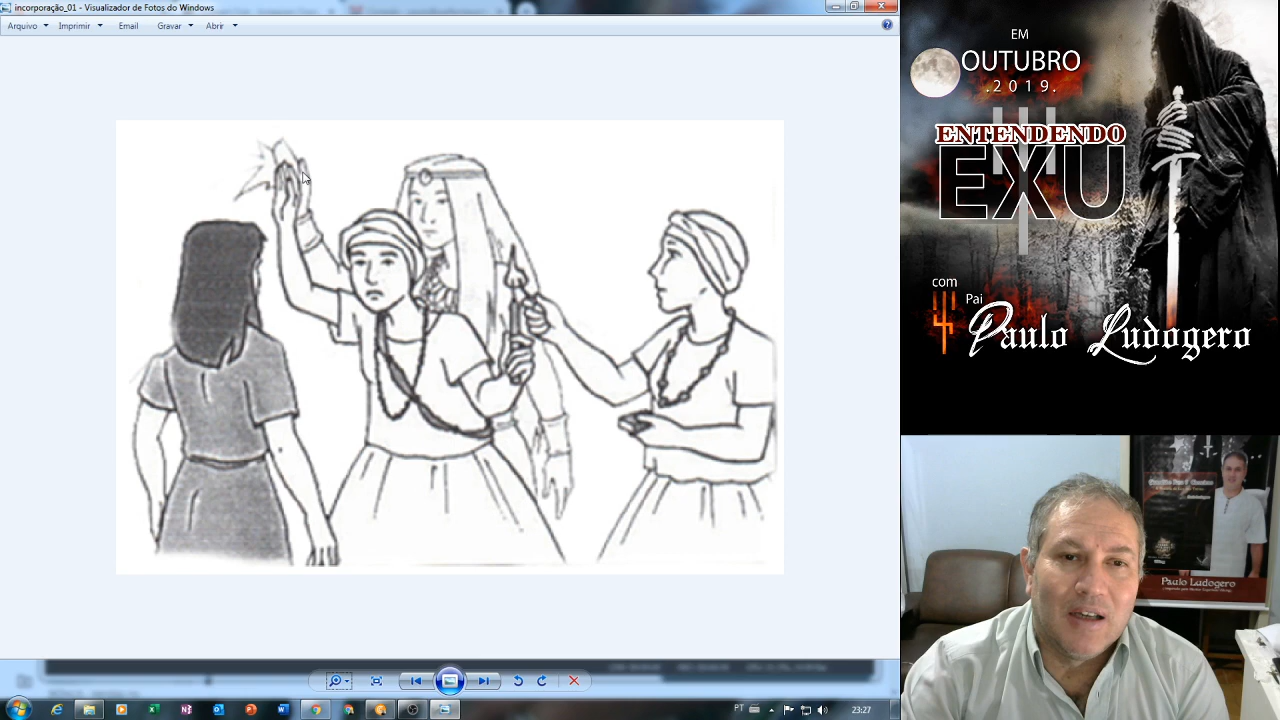 incorporação_01 - Visualizador de Fotos do Windows
Arquivo
Imprimir
Email
Gravar
Abrir
EM
OUTUBRO
.2019.
ENTENDENDO
EXU
com
Pai
Paulo Ludogero
Paulo Ludogero
PT
23:27